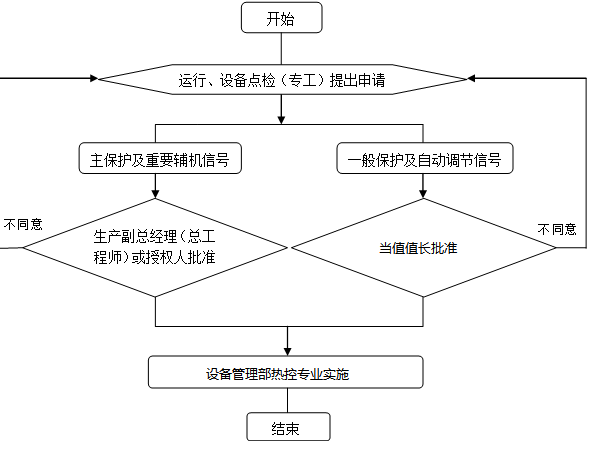 开始
运行、设备点检（专工）提出申请
主保护及重要辅机信号
一般保护及自动调节信号
不同意
生产副总经理（总工
程师）或授权人批准
当值值长批准
不同意
设备管理部热控专业实施
结束